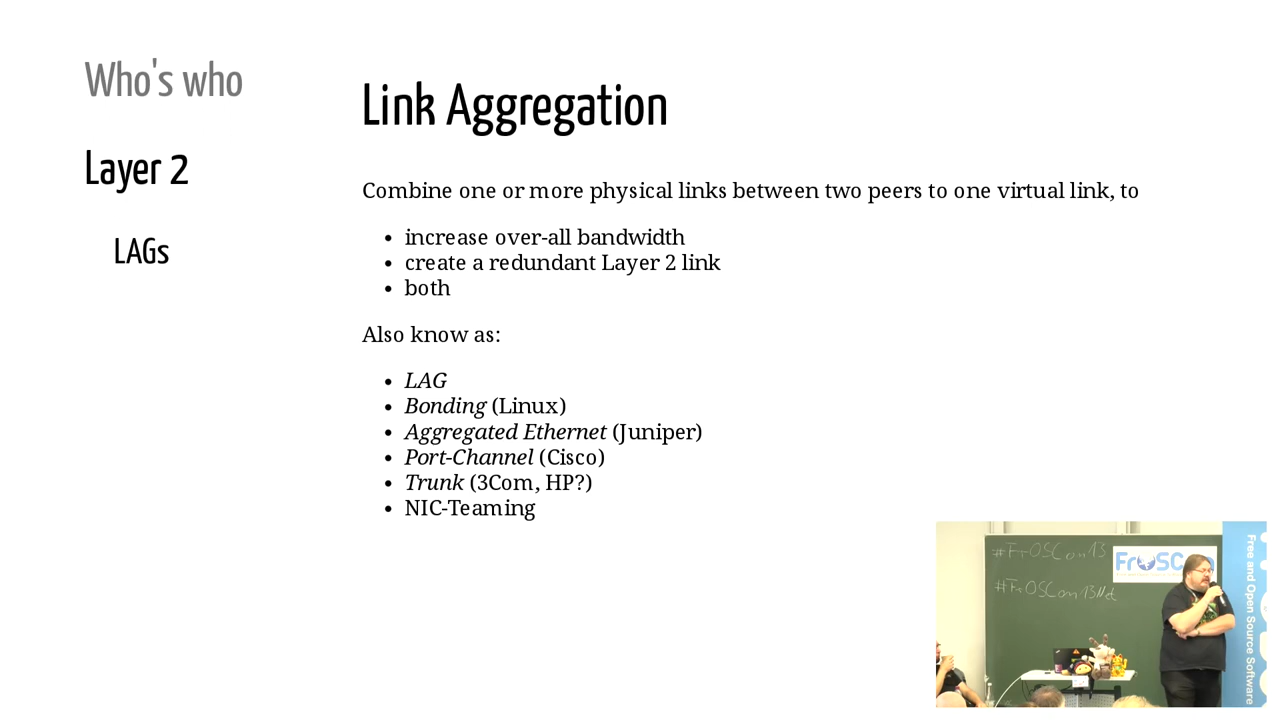 Who's who
Layer 2
LAGs
Link Aggregation
Combine one or more physical links between two peers to one virtual link, to
• increase over-all bandwidth
• create a redundant Layer 2 link
• both
Also know as:
• LAG
• Bonding (Linux)
• Aggregated Ethernet (Juniper)
• Port-Channel (Cisco)
• Trunk (3Com, HP?)
• NIC-Teaming
#FrOSCon13
#FrOSCon13Net
FrOSC
Free and Open Source Software